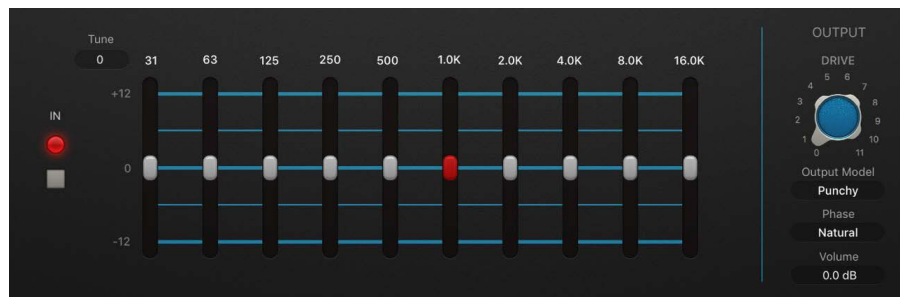 Tune
0
31 63 125 250 500 1.0K 2.0K 4.0K 8.0K 16.0K
+12
0
-12
IN
OUTPUT
DRIVE
0 1 2 3 4 5 6 7 8 9 10 11
Output Model
Punchy
Phase
Natural
Volume
0.0 dB